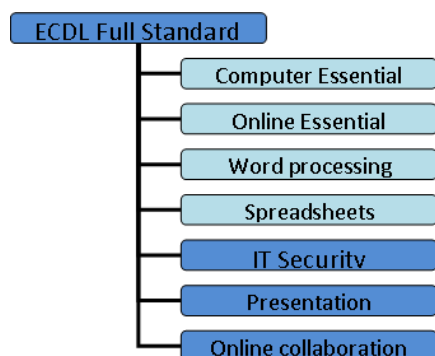 ECDL Full Standard
Computer Essential
Online Essential
Word processing
Spreadsheets
IT Security
Presentation
Online collaboration